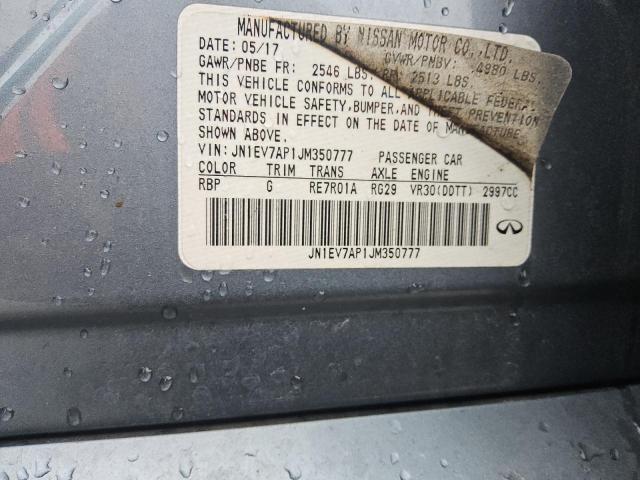 MANUFACTURED BY NISSAN MOTOR CO., LTD.
DATE: 05/17 GVWR/PNBV: 4980 LBS.
GAWR/PNBE FR: 2546 LBS. RR 2513 LBS
THIS VEHICLE CONFORMS TO ALL APPLICABLE FEDERAL
MOTOR VEHICLE SAFETY, BUMPER, AND THEFT PREVENTION
STANDARDS IN EFFECT ON THE DATE OF MANUFACTURE
SHOWN ABOVE.
VIN: JN1EV7AP1JM350777 PASSENGER CAR
COLOR TRIM TRANS AXLE ENGINE
RBP G RE7R01A RG29 VR30(DDTT) 2997CC
JN1EV7AP1JM350777